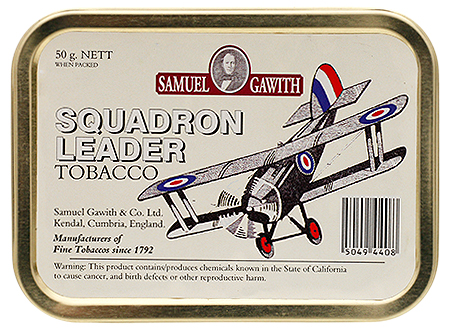 50 g. NETT
WHEN PACKED
SAMUEL GAWITH
SQUADRON
LEADER
TOBACCO
Samuel Gawith & Co. Ltd.
Kendal, Cumbria, England.
Manufacturers of
Fine Tobaccos since 1792
5049 4408
Warning: This product contains/produces chemicals known in the State of California
to cause cancer, and birth defects or other reproductive harm.